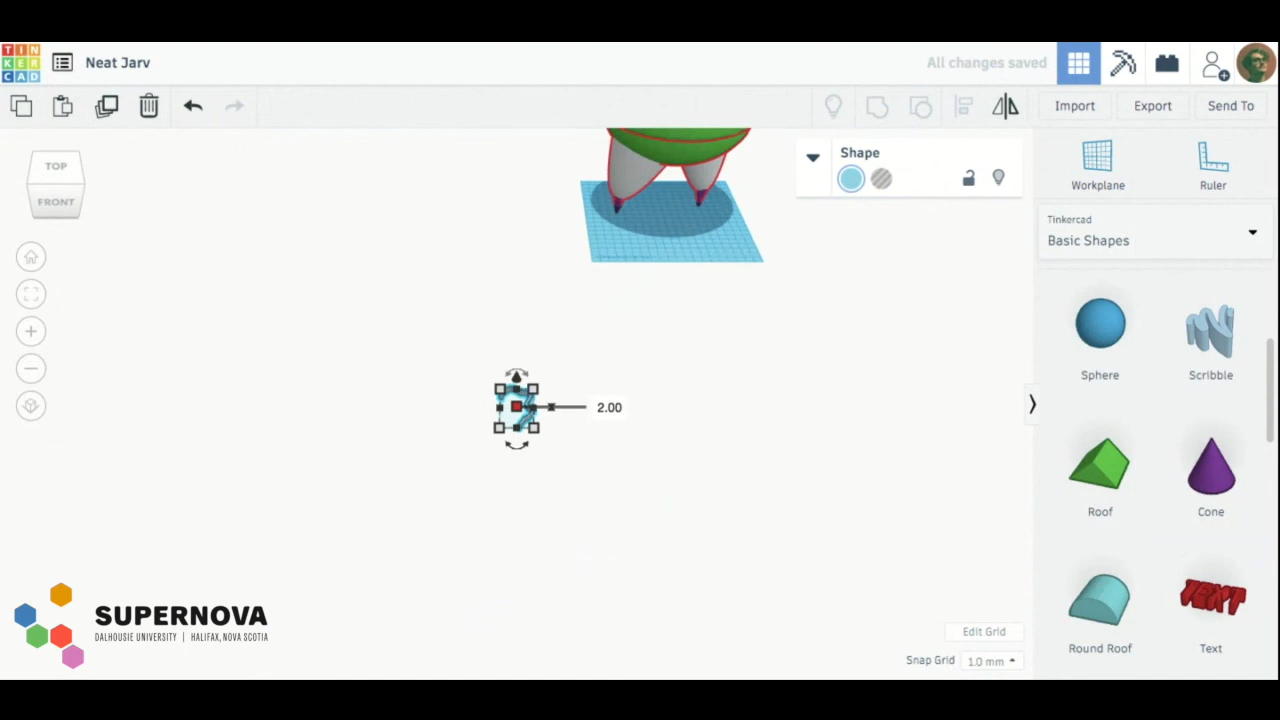 TIN
KER
CAD
Neat Jarv
All changes saved
Import
Export
Send To
TOP
FRONT
Shape
Workplane
Ruler
Tinkercad
Basic Shapes
Sphere
Scribble
2.00
Roof
Cone
TEXT
Round Roof
Text
Edit Grid
Snap Grid
1.0 mm
SUPERNOVA
DALHOUSIE UNIVERSITY | HALIFAX, NOVA SCOTIA